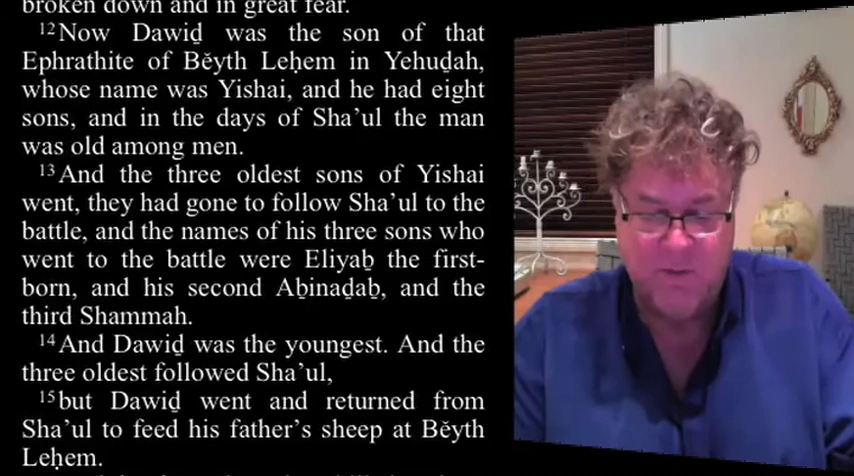 broken down and in great fear.
¹²Now Dawiḏ was the son of that
Ephrathite of Bĕyth Leḥem in Yehuḏah,
whose name was Yishai, and he had eight
sons, and in the days of Sha’ul the man
was old among men.
¹³And the three oldest sons of Yishai
went, they had gone to follow Sha’ul to the
battle, and the names of his three sons who
went to the battle were Eliyaḇ the first-
born, and his second Aḇinaḏaḇ, and the
third Shammah.
¹⁴And Dawiḏ was the youngest. And the
three oldest followed Sha’ul,
¹⁵but Dawiḏ went and returned from
Sha’ul to feed his father’s sheep at Bĕyth
Leḥem.